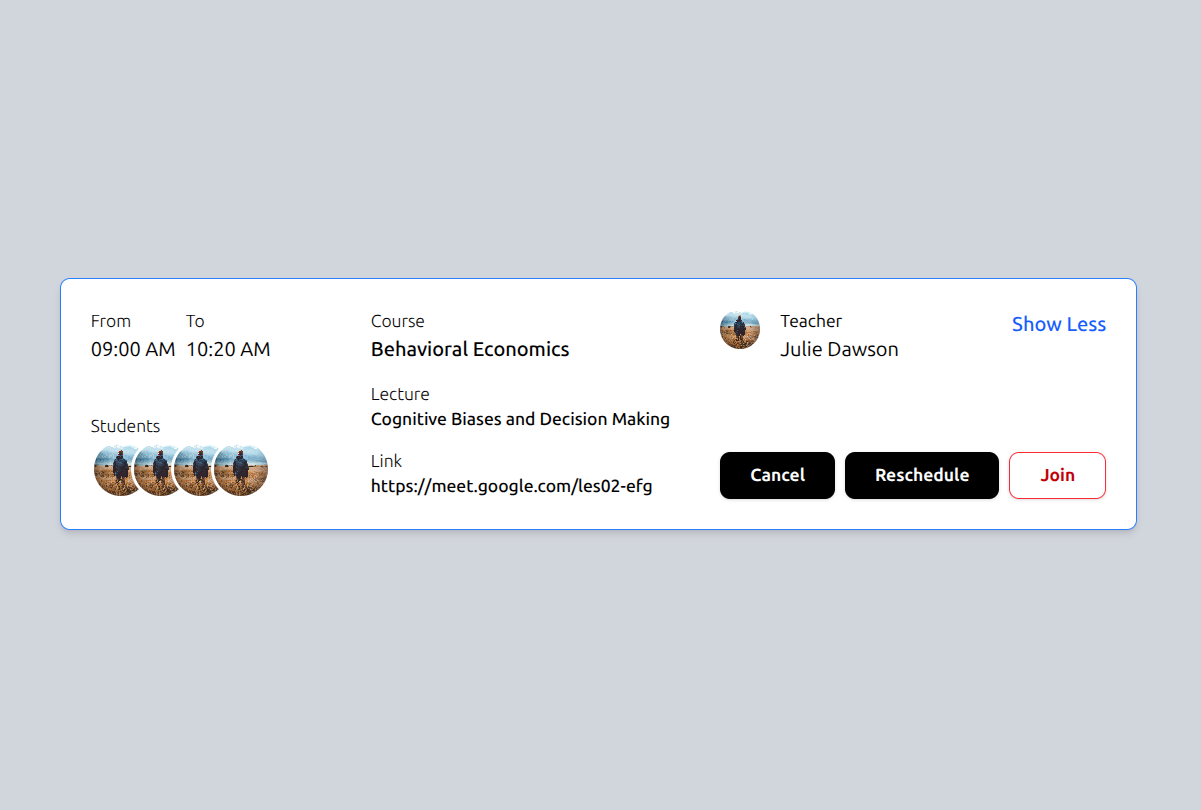 From To
09:00 AM 10:20 AM
Students
Course
Behavioral Economics
Lecture
Cognitive Biases and Decision Making
Link
https://meet.google.com/les02-efg
Teacher
Julie Dawson
Show Less
Cancel Reschedule Join